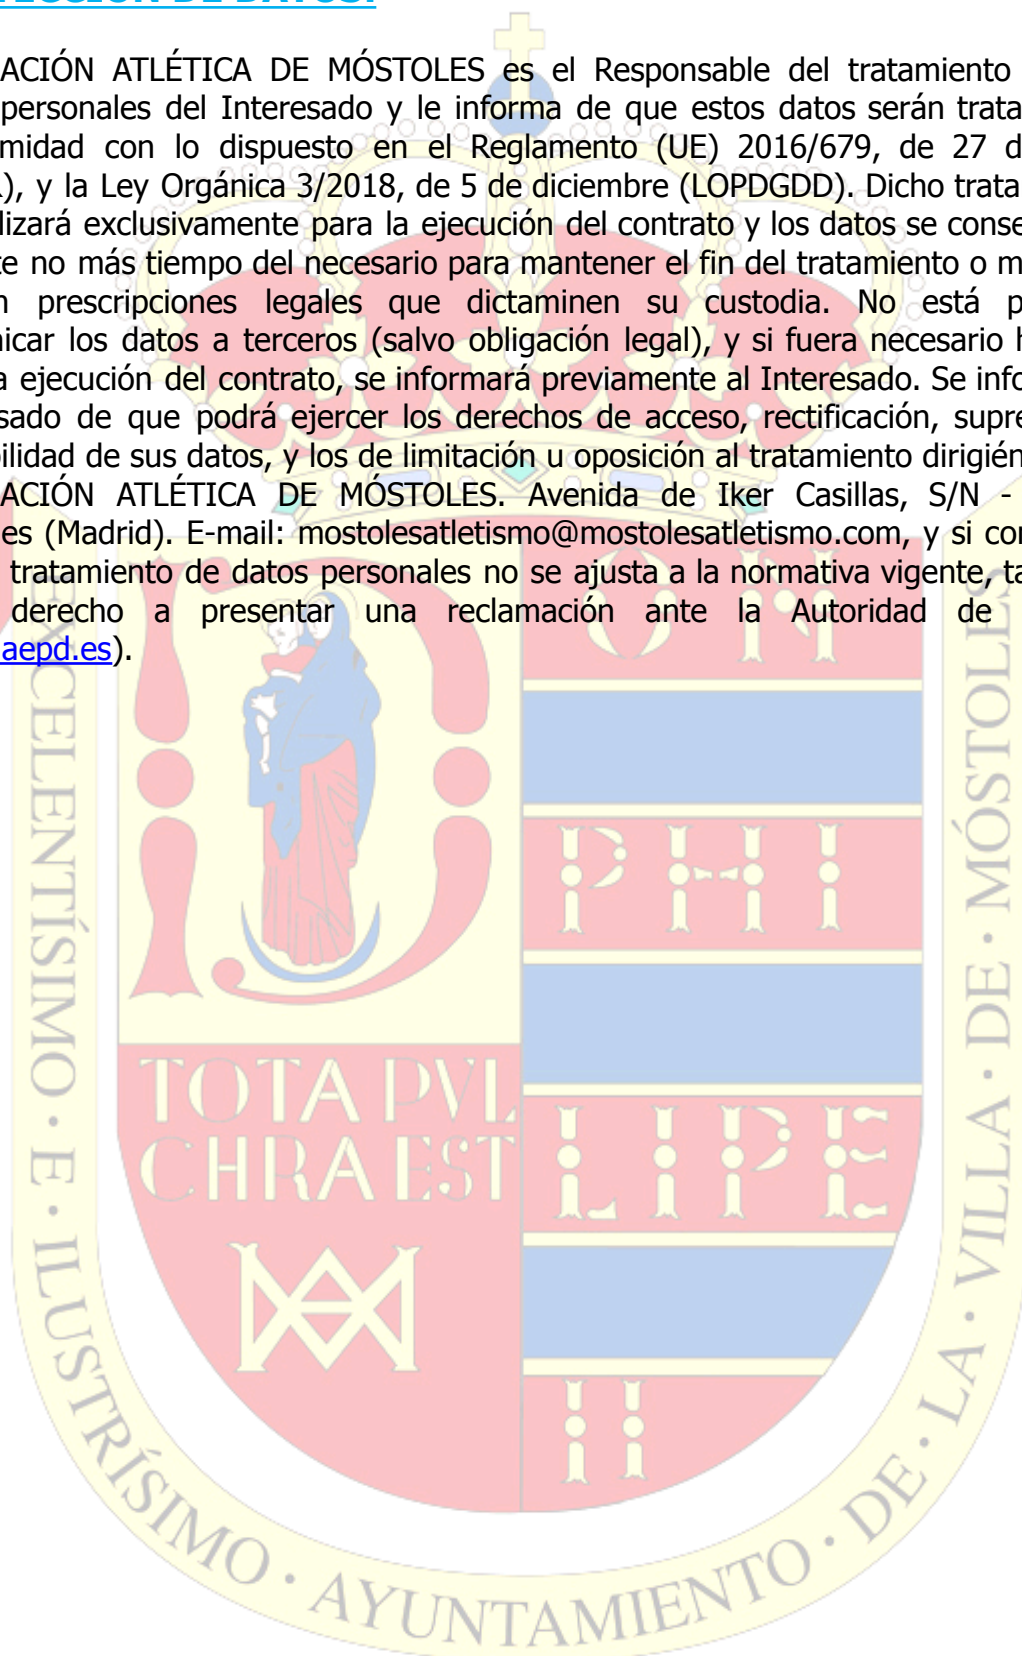 TECCIÓN DE DATOS:
ACIÓN ATLÉTICA DE MÓSTOLES es el Responsable del tratamiento
personales del Interesado y le informa de que estos datos serán trata
midad con lo dispuesto en el Reglamento (UE) 2016/679, de 27 d
), y la Ley Orgánica 3/2018, de 5 de diciembre (LOPDGDD). Dicho trata
lizará exclusivamente para la ejecución del contrato y los datos se conse
te no más tiempo del necesario para mantener el fin del tratamiento o m
n prescripciones legales que dictaminen su custodia. No está p
nicar los datos a terceros (salvo obligación legal), y si fuera necesario h
a ejecución del contrato, se informará previamente al Interesado. Se info
sado de que podrá ejercer los derechos de acceso, rectificación, supre
bilidad de sus datos, y los de limitación u oposición al tratamiento dirigién
ACIÓN ATLÉTICA DE MÓSTOLES. Avenida de Iker Casillas, S/N -
es (Madrid). E-mail: mostolesatletismo@mostolesatletismo.com, y si con
tratamiento de datos personales no se ajusta a la normativa vigente, ta
derecho a presentar una reclamación ante la Autoridad de
aepd.es).
EXCELENTÍSIMO · E · ILUSTRÍSIMO · AYUNTAMIENTO · DE · LA · VILLA · DE · MÓSTOLES
TOTA PVL
CHRA EST
ON
PHI
LIPE
II